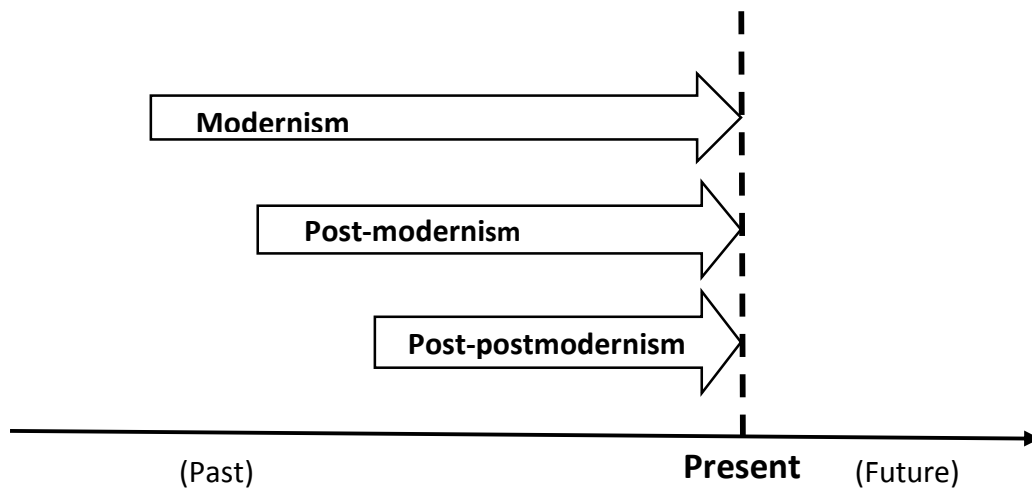 Modernism
Post-modernism
Post-postmodernism
(Past) Present (Future)